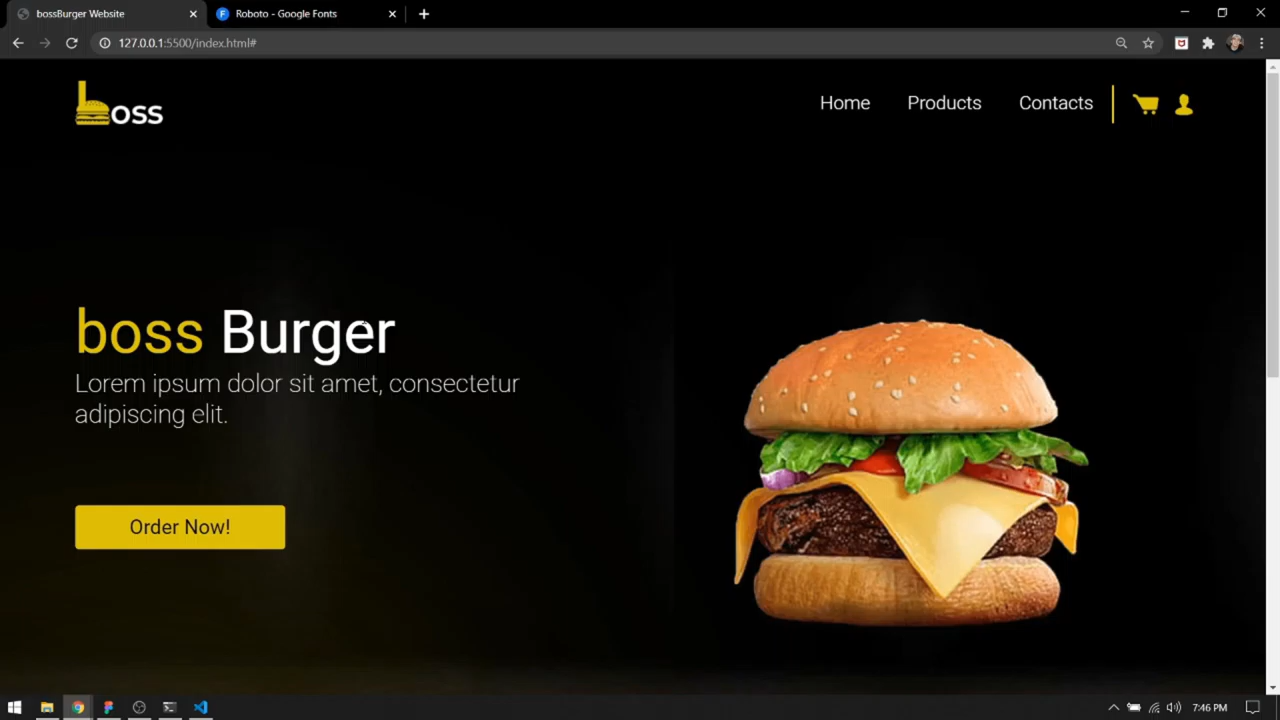 bossBurger Website
Roboto - Google Fonts
127.0.0.1:5500/index.html#
boss
Home Products Contacts
boss Burger
Lorem ipsum dolor sit amet, consectetur
adipiscing elit.
Order Now!
7:46 PM